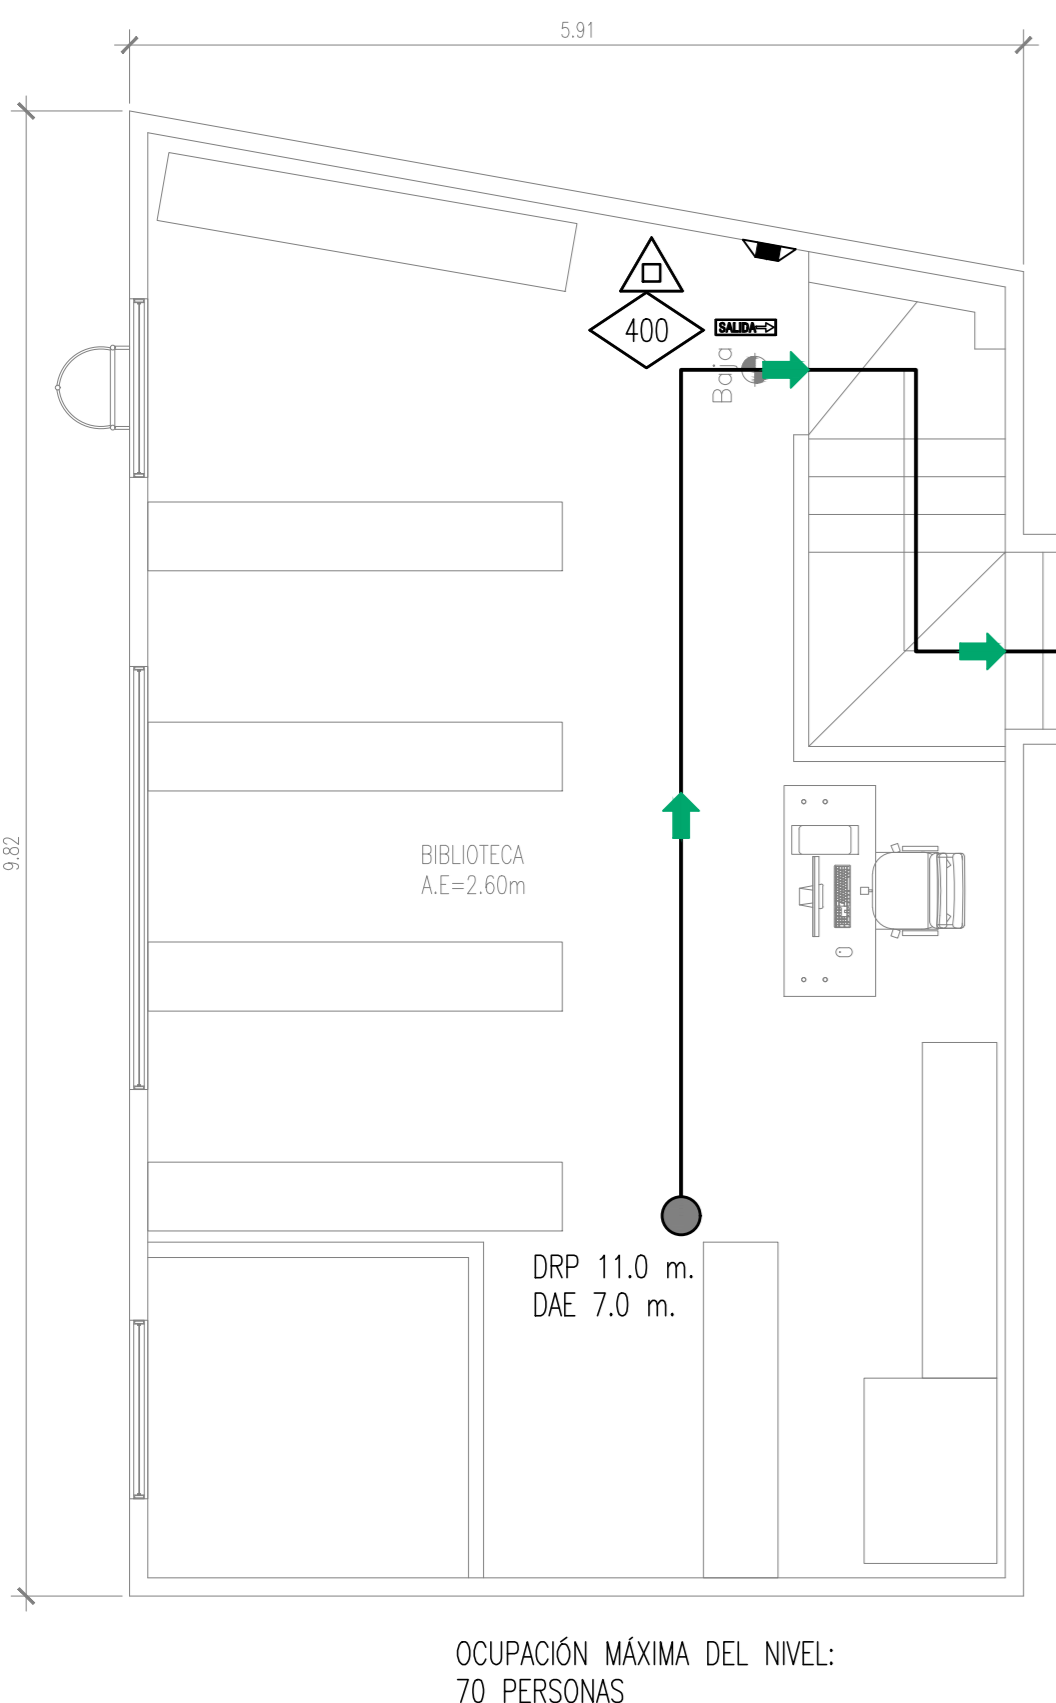 5.91
400
SALIDA
Baja
9.82
BIBLIOTECA
A.E=2.60m
DRP 11.0 m.
DAE 7.0 m.
OCUPACIÓN MÁXIMA DEL NIVEL:
70 PERSONAS